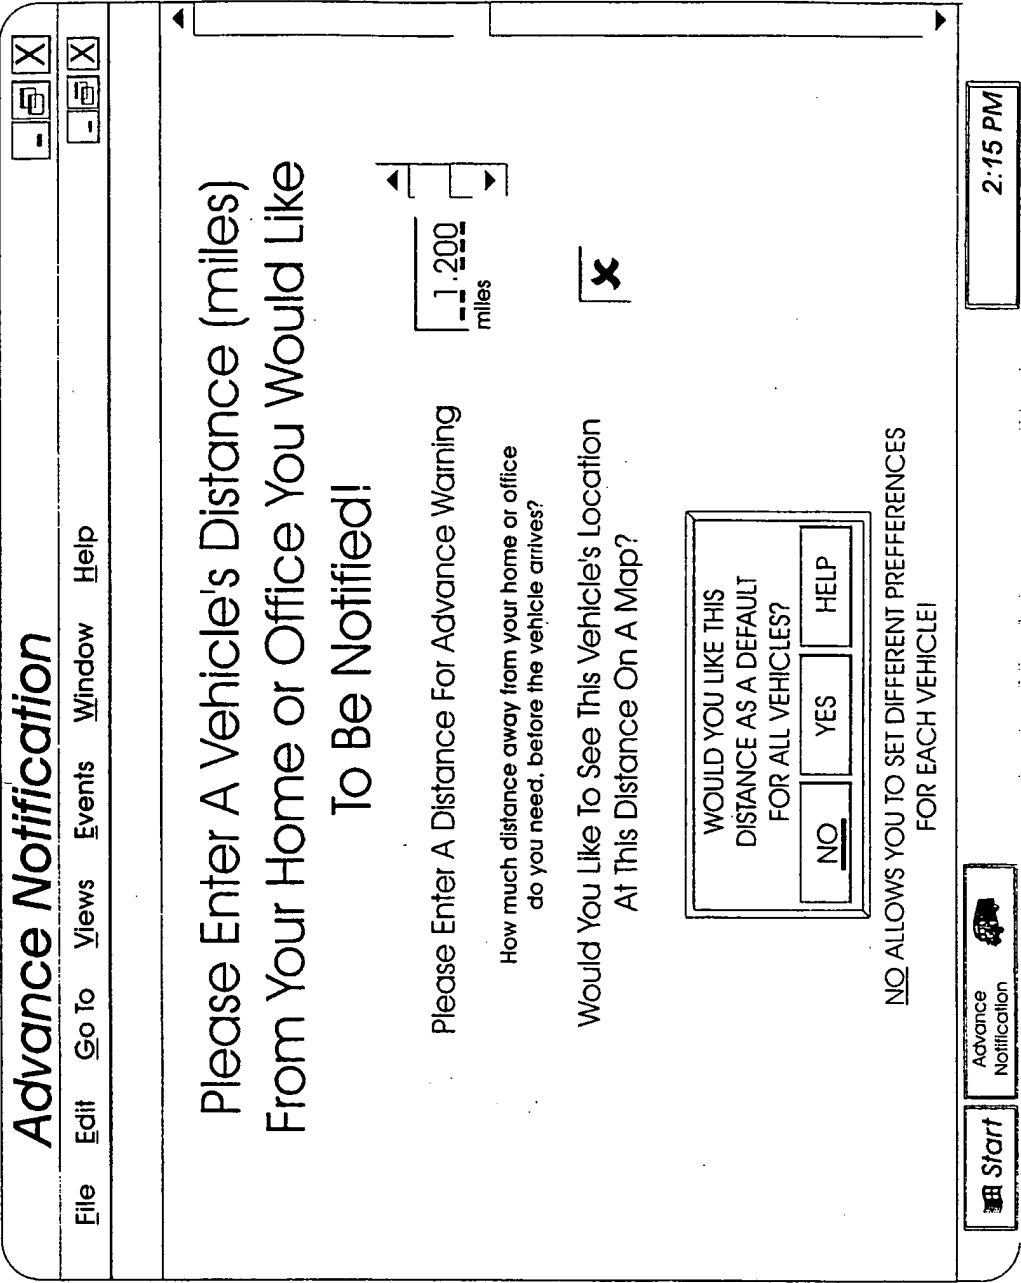 Advance Notification
File Edit Go To Views Events Window Help
Please Enter A Vehicle's Distance (miles)
From Your Home or Office You Would Like
To Be Notified!
Please Enter A Distance For Advance Warning
1.200
miles
How much distance away from your home or office
do you need, before the vehicle arrives?
Would You Like To See This Vehicle's Location
At This Distance On A Map?
WOULD YOU LIKE THIS
DISTANCE AS A DEFAULT
FOR ALL VEHICLES?
NO YES HELP
NO ALLOWS YOU TO SET DIFFERENT PREFFERENCES
FOR EACH VEHICLE!
Start
Advance
Notification
2:15 PM